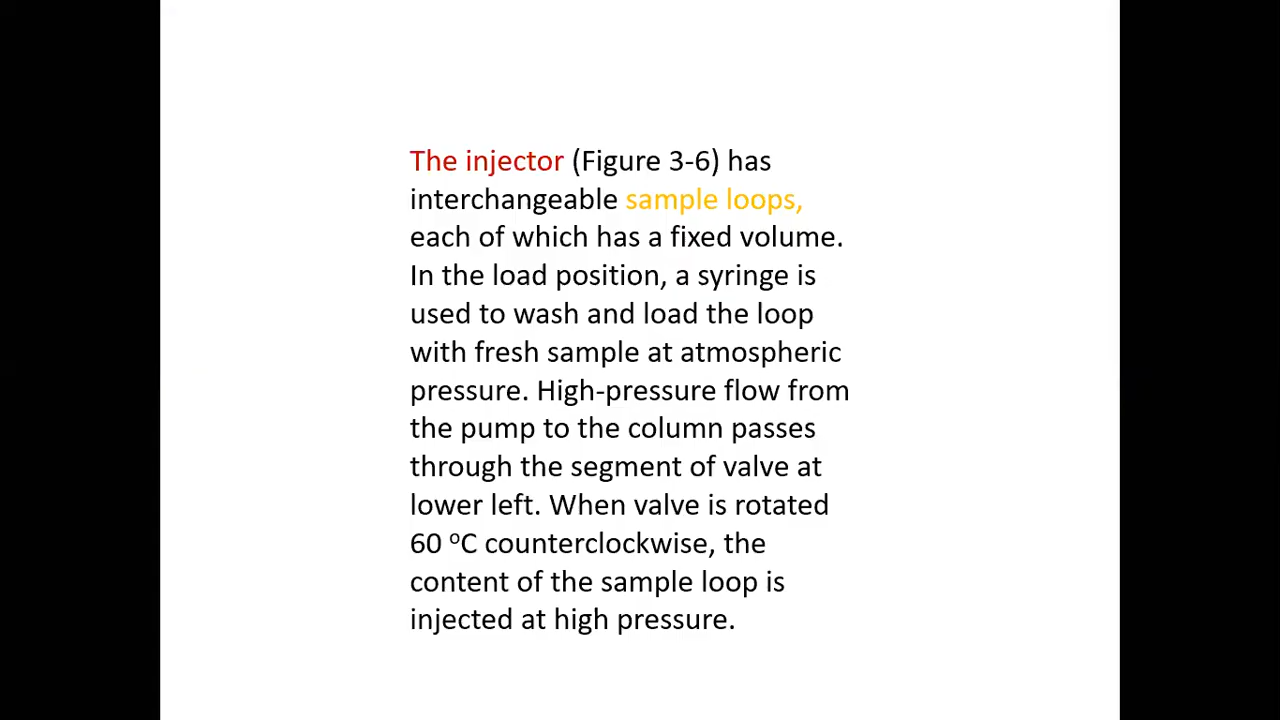 The injector (Figure 3-6) has
interchangeable sample loops,
each of which has a fixed volume.
In the load position, a syringe is
used to wash and load the loop
with fresh sample at atmospheric
pressure. High-pressure flow from
the pump to the column passes
through the segment of valve at
lower left. When valve is rotated
60 ºC counterclockwise, the
content of the sample loop is
injected at high pressure.